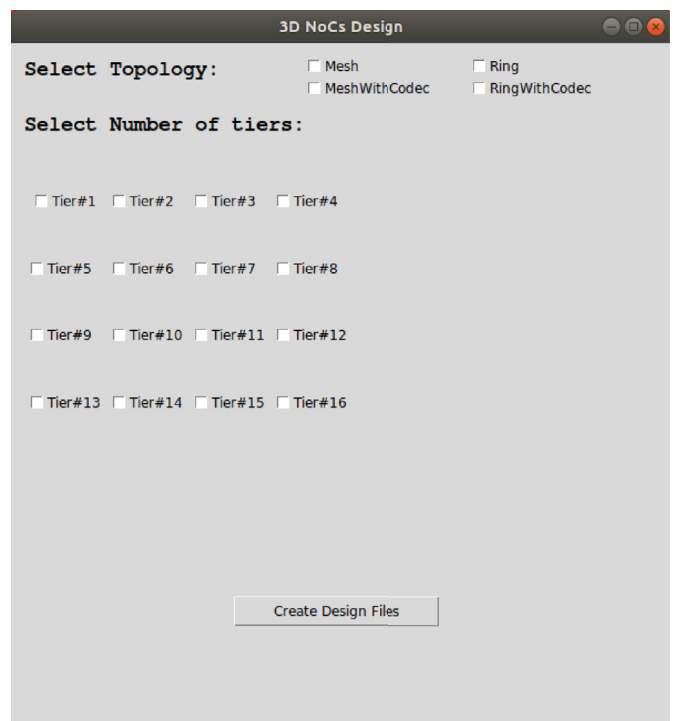 3D NoCs Design
Select Topology: Mesh Ring
MeshWithCodec RingWithCodec
Select Number of tiers:
Tier#1 Tier#2 Tier#3 Tier#4
Tier#5 Tier#6 Tier#7 Tier#8
Tier#9 Tier#10 Tier#11 Tier#12
Tier#13 Tier#14 Tier#15 Tier#16
Create Design Files